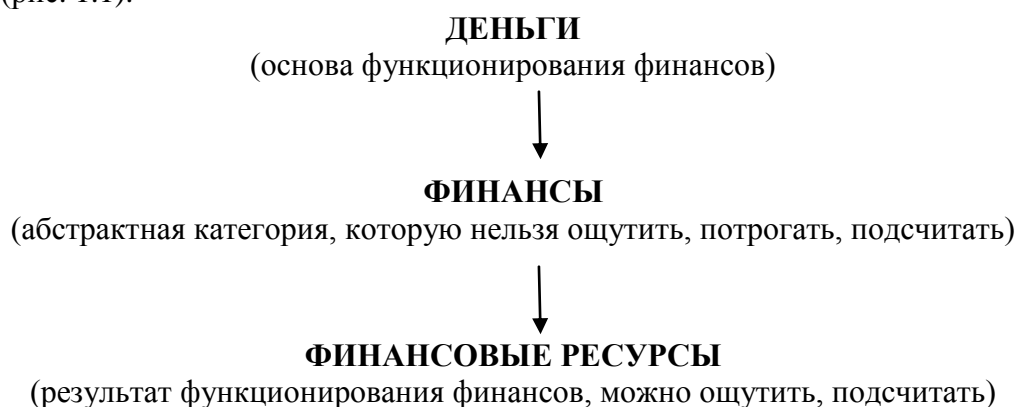 (рис. 1.1).
ДЕНЬГИ
(основа функционирования финансов)
ФИНАНСЫ
(абстрактная категория, которую нельзя ощутить, потрогать, подсчитать)
ФИНАНСОВЫЕ РЕСУРСЫ
(результат функционирования финансов, можно ощутить, подсчитать)